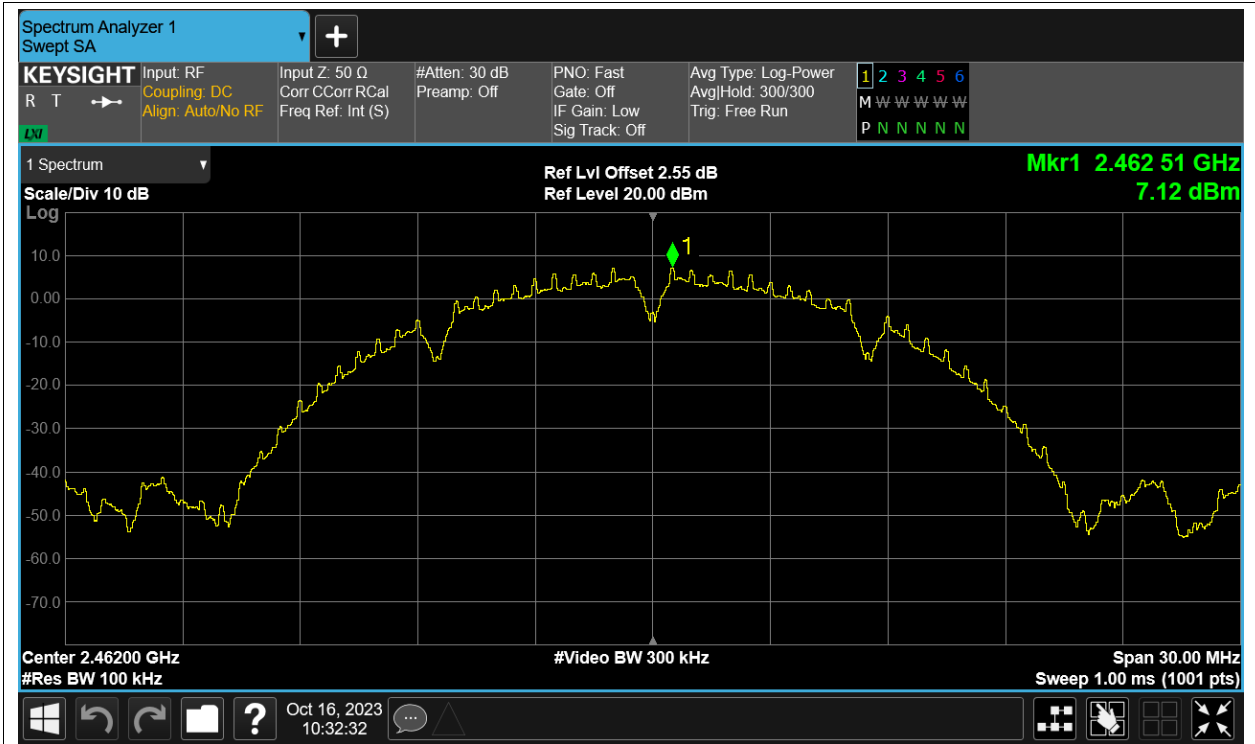 Spectrum Analyzer 1
Swept SA
+
KEYSIGHT
R T
LXI
Input: RF
Coupling: DC
Align: Auto/No RF
Input Z: 50 Ω
Corr CCorr RCal
Freq Ref: Int (S)
#Atten: 30 dB
Preamp: Off
PNO: Fast
Gate: Off
IF Gain: Low
Sig Track: Off
Avg Type: Log-Power
Avg|Hold: 300/300
Trig: Free Run
1 2 3 4 5 6
M W W W W W
P N N N N N
1 Spectrum
Scale/Div 10 dB
Log
Ref Lvl Offset 2.55 dB
Ref Level 20.00 dBm
Mkr1 2.462 51 GHz
7.12 dBm
1
10.0
0.00
-10.0
-20.0
-30.0
-40.0
-50.0
-60.0
-70.0
Center 2.46200 GHz
#Res BW 100 kHz
#Video BW 300 kHz
Span 30.00 MHz
Sweep 1.00 ms (1001 pts)
?
Oct 16, 2023
10:32:32